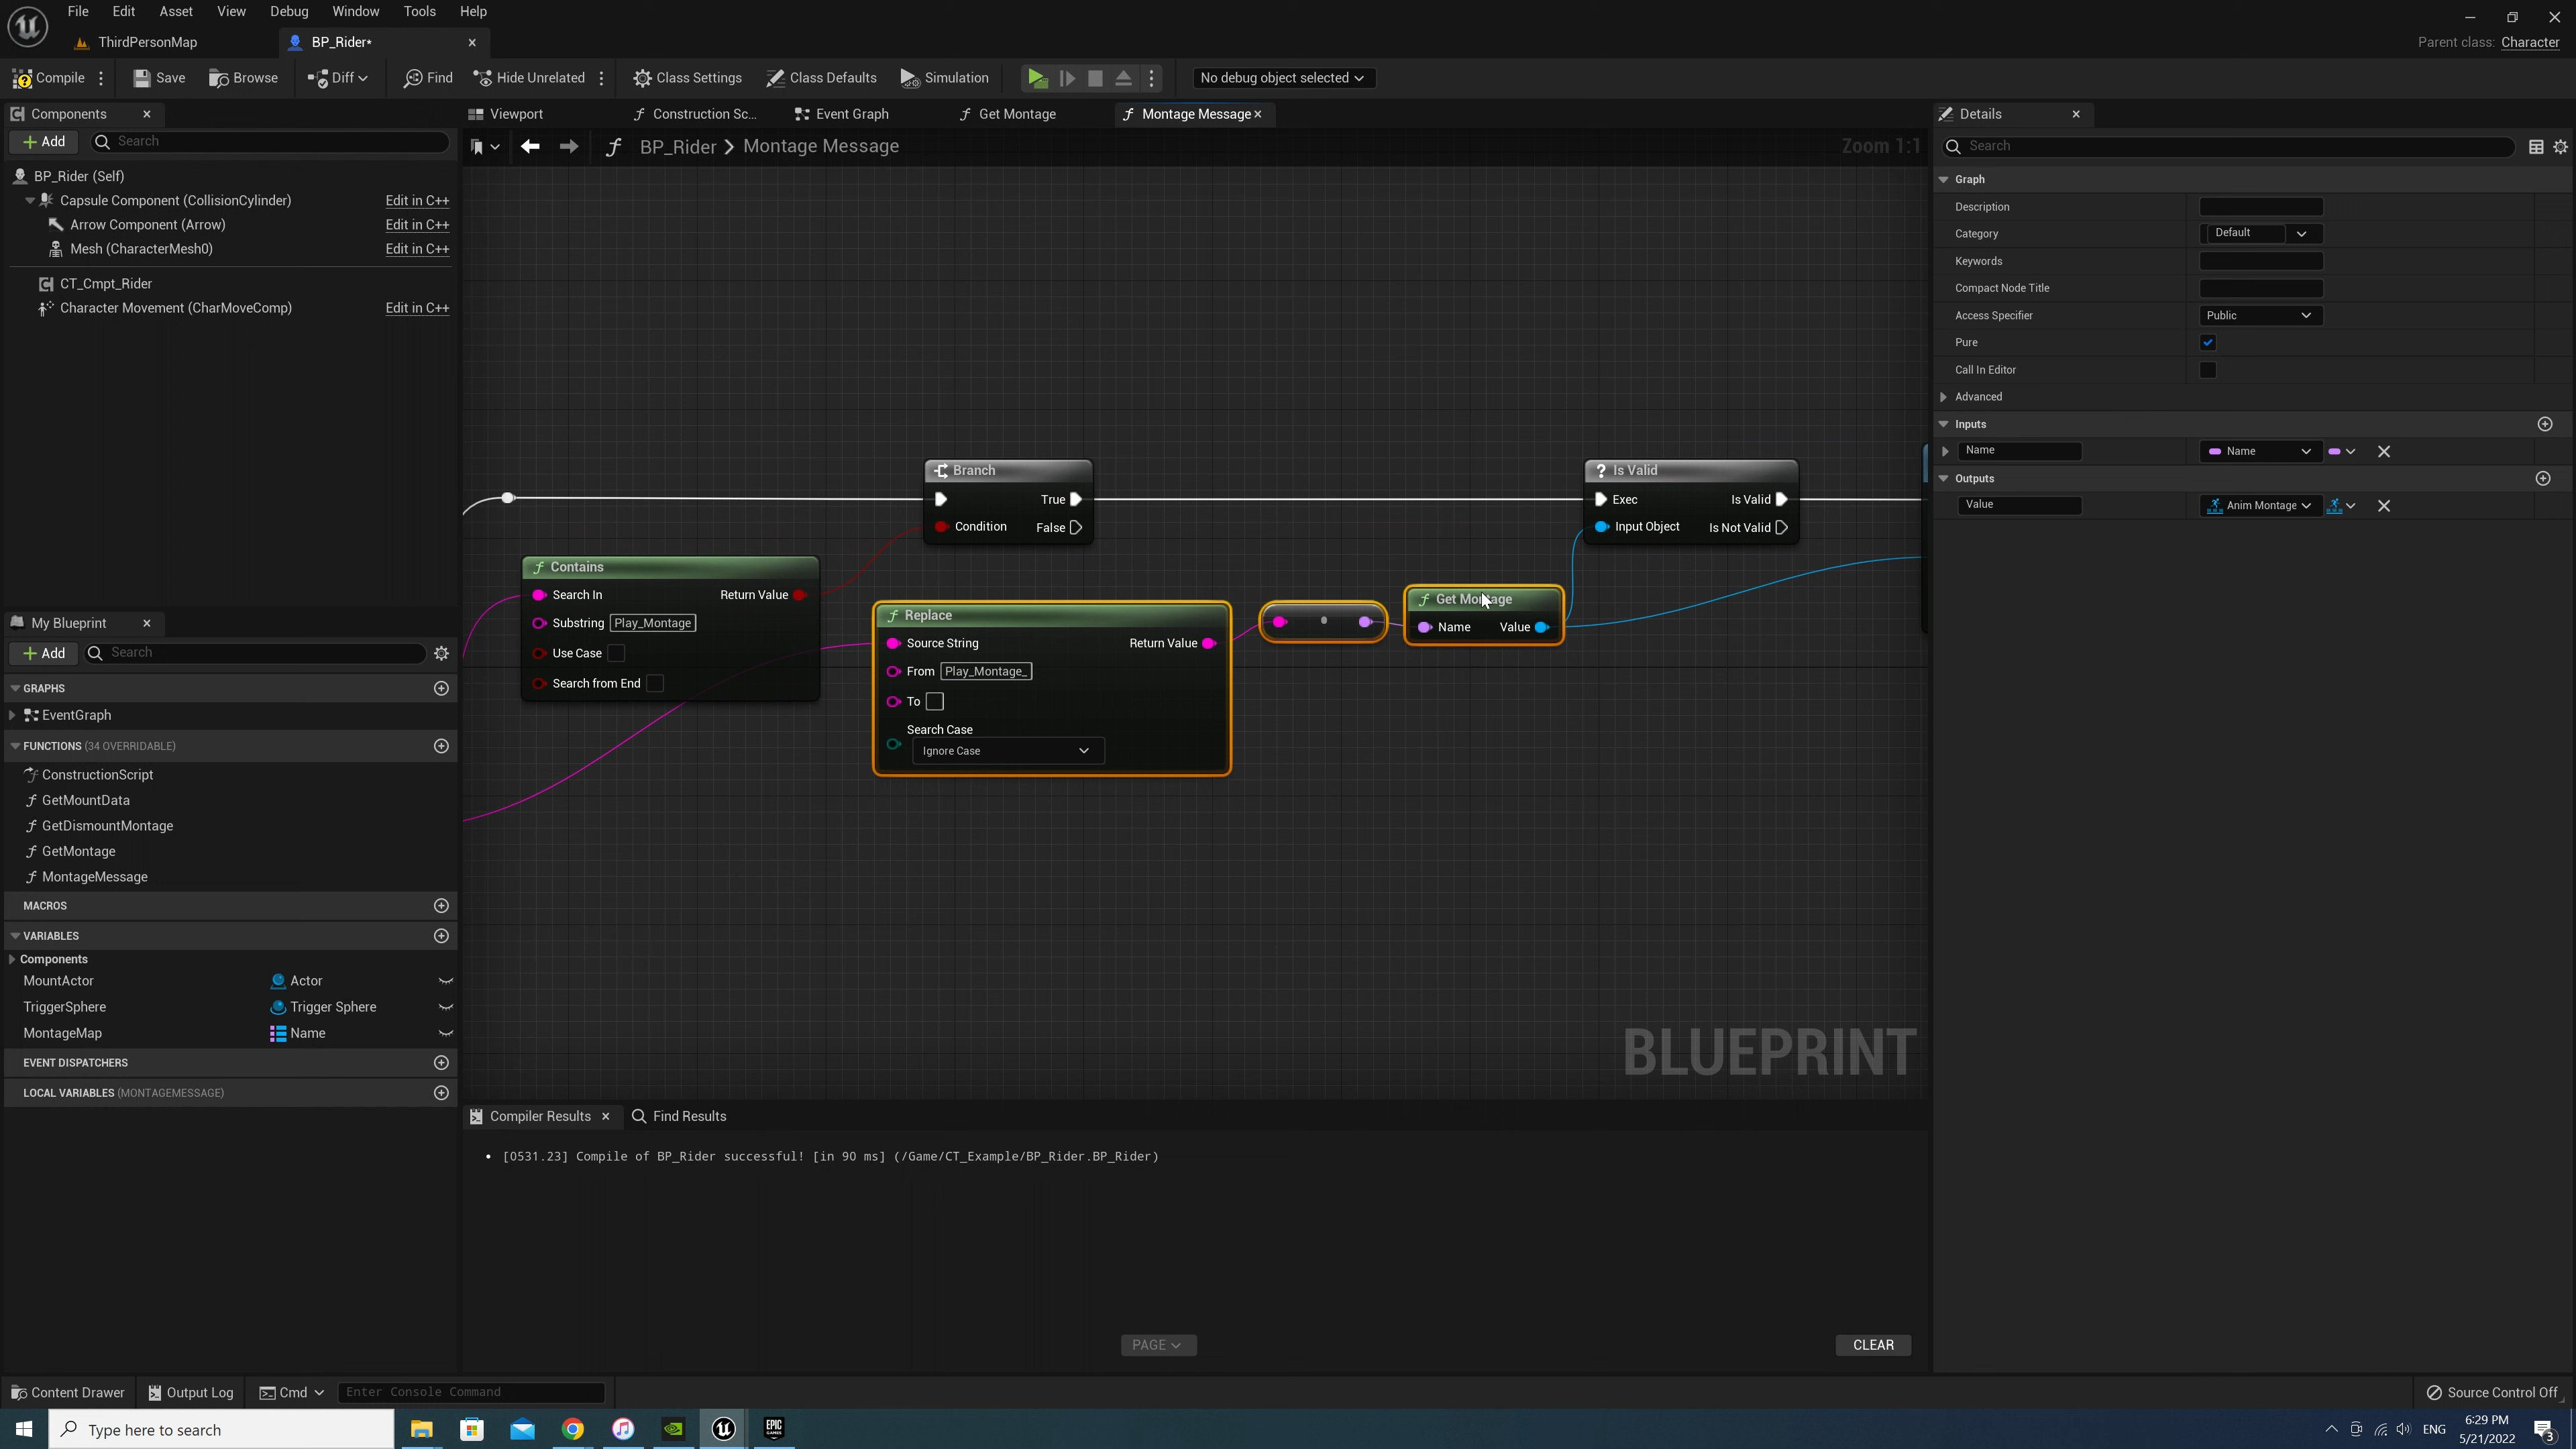 File Edit Asset View Debug Window Tools Help
ThirdPersonMap
BP_Rider*
Parent class: Character
Compile Save Browse Diff Find Hide Unrelated Class Settings Class Defaults Simulation No debug object selected
Components
Add Search
BP_Rider (Self)
Capsule Component (CollisionCylinder) Edit in C++
Arrow Component (Arrow) Edit in C++
Mesh (CharacterMesh0) Edit in C++
CT_Cmpt_Rider
Character Movement (CharMoveComp) Edit in C++
My Blueprint
Add Search
GRAPHS
EventGraph
FUNCTIONS (34 OVERRIDABLE)
ConstructionScript
GetMountData
GetDismountMontage
GetMontage
MontageMessage
MACROS
VARIABLES
Components
MountActor Actor
TriggerSphere Trigger Sphere
MontageMap Name
EVENT DISPATCHERS
LOCAL VARIABLES (MONTAGEMESSAGE)
Viewport Construction Sc... Event Graph Get Montage Montage Message
BP_Rider > Montage Message
Zoom 1:1
Branch
True
Condition False
Contains
Search In Return Value
Substring Play_Montage
Use Case
Search from End
Replace
Source String Return Value
From Play_Montage_
To
Search Case
Ignore Case
Get Montage
Name Value
? Is Valid
Exec Is Valid
Input Object Is Not Valid
BLUEPRINT
Compiler Results Find Results
• [0531.23] Compile of BP_Rider successful! [in 90 ms] (/Game/CT_Example/BP_Rider.BP_Rider)
PAGE CLEAR
Details
Search
Graph
Description
Category Default
Keywords
Compact Node Title
Access Specifier Public
Pure
Call In Editor
Advanced
Inputs
Name Name
Outputs
Value Anim Montage
Content Drawer Output Log Cmd Enter Console Command Source Control Off
Type here to search
EPIC
GAMES
ENG
6:29 PM
5/21/2022
3